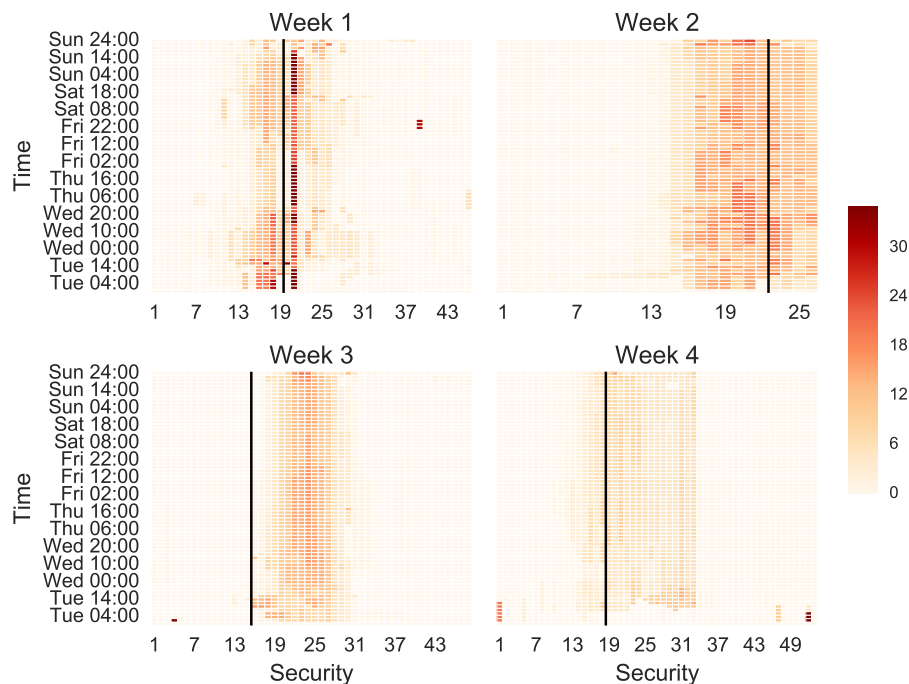 Week 1
Week 2
Sun 24:00
Sun 14:00
Sun 04:00
Sat 18:00
Sat 08:00
Fri 22:00
Fri 12:00
Fri 02:00
Thu 16:00
Thu 06:00
Wed 20:00
Wed 10:00
Wed 00:00
Tue 14:00
Tue 04:00
Time
1 7 13 19 25 31 37 43
1 7 13 19 25
30
24
18
12
6
0
Week 3
Week 4
Sun 24:00
Sun 14:00
Sun 04:00
Sat 18:00
Sat 08:00
Fri 22:00
Fri 12:00
Fri 02:00
Thu 16:00
Thu 06:00
Wed 20:00
Wed 10:00
Wed 00:00
Tue 14:00
Tue 04:00
Time
1 7 13 19 25 31 37 43
1 7 13 19 25 31 37 43 49
Security
Security